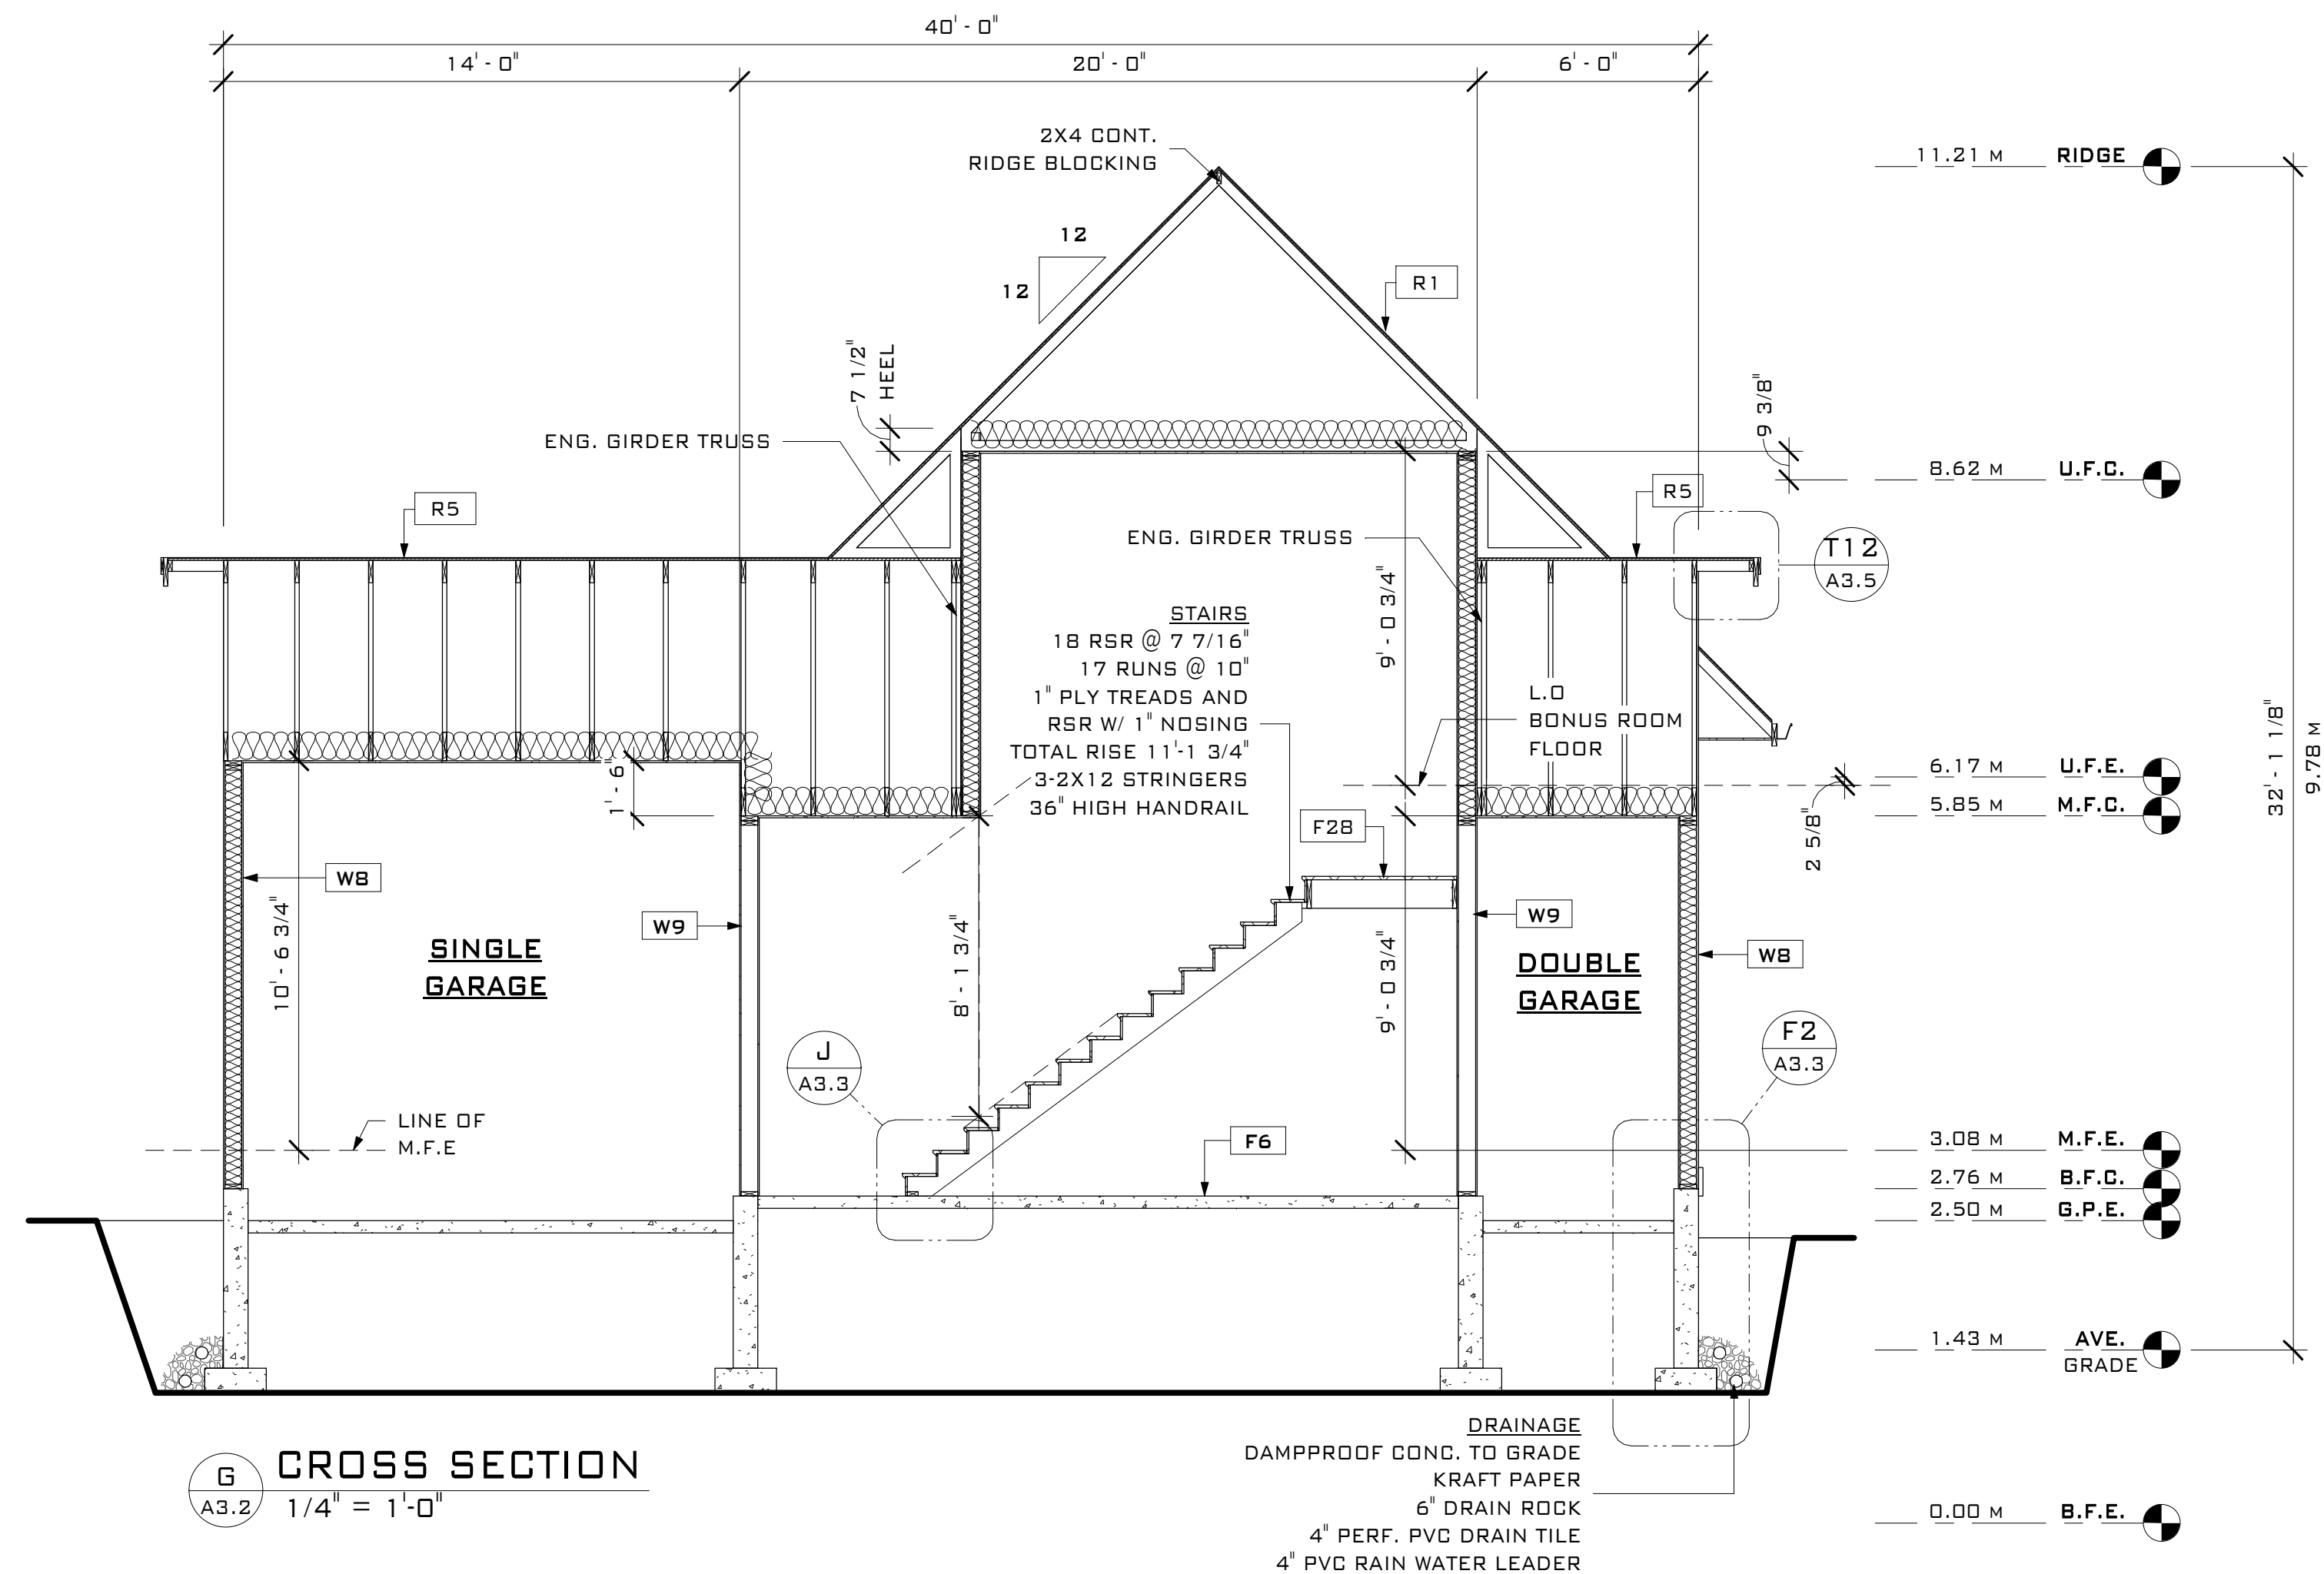 40'-0"
14'-0"
20'-0"
6'-0"
2X4 CONT.
RIDGE BLOCKING
12
12
R1
7 1/2"
HEEL
ENG. GIRDER TRUSS
R5
9 3/8"
R5
T12
A3.5
ENG. GIRDER TRUSS
STAIRS
18 RSR @ 7 7/16"
17 RUNS @ 10"
1" PLY TREADS AND
RSR W/ 1" NOSING
TOTAL RISE 11'-1 3/4"
3-2X12 STRINGERS
36" HIGH HANDRAIL
9'-0 3/4"
L.O
BONUS ROOM
FLOOR
1'-6"
F28
2 5/8"
W8
W9
W9
W8
10'-6 3/4"
SINGLE
GARAGE
8'-1 3/4"
9'-0 3/4"
DOUBLE
GARAGE
J
A3.3
F2
A3.3
LINE OF
M.F.E
F6
11.21 M RIDGE
8.62 M U.F.C.
6.17 M U.F.E.
5.85 M M.F.C.
3.08 M M.F.E.
2.76 M B.F.C.
2.50 M G.P.E.
1.43 M AVE.
GRADE
0.00 M B.F.E.
32'-1 1/8"
9.78 M
DRAINAGE
DAMPPROOF CONC. TO GRADE
KRAFT PAPER
6" DRAIN ROCK
4" PERF. PVC DRAIN TILE
4" PVC RAIN WATER LEADER
G
A3.2
CROSS SECTION
1/4" = 1'-0"